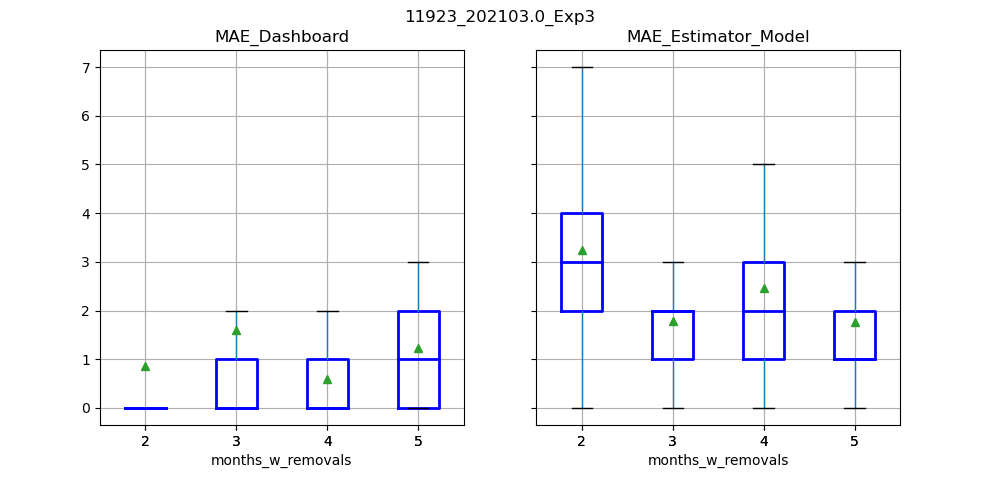 11923_202103.0_Exp3
MAE_Dashboard
7
6
5
4
3
2
1
0
2 3 4 5
months_w_removals
MAE_Estimator_Model
2 3 4 5
months_w_removals